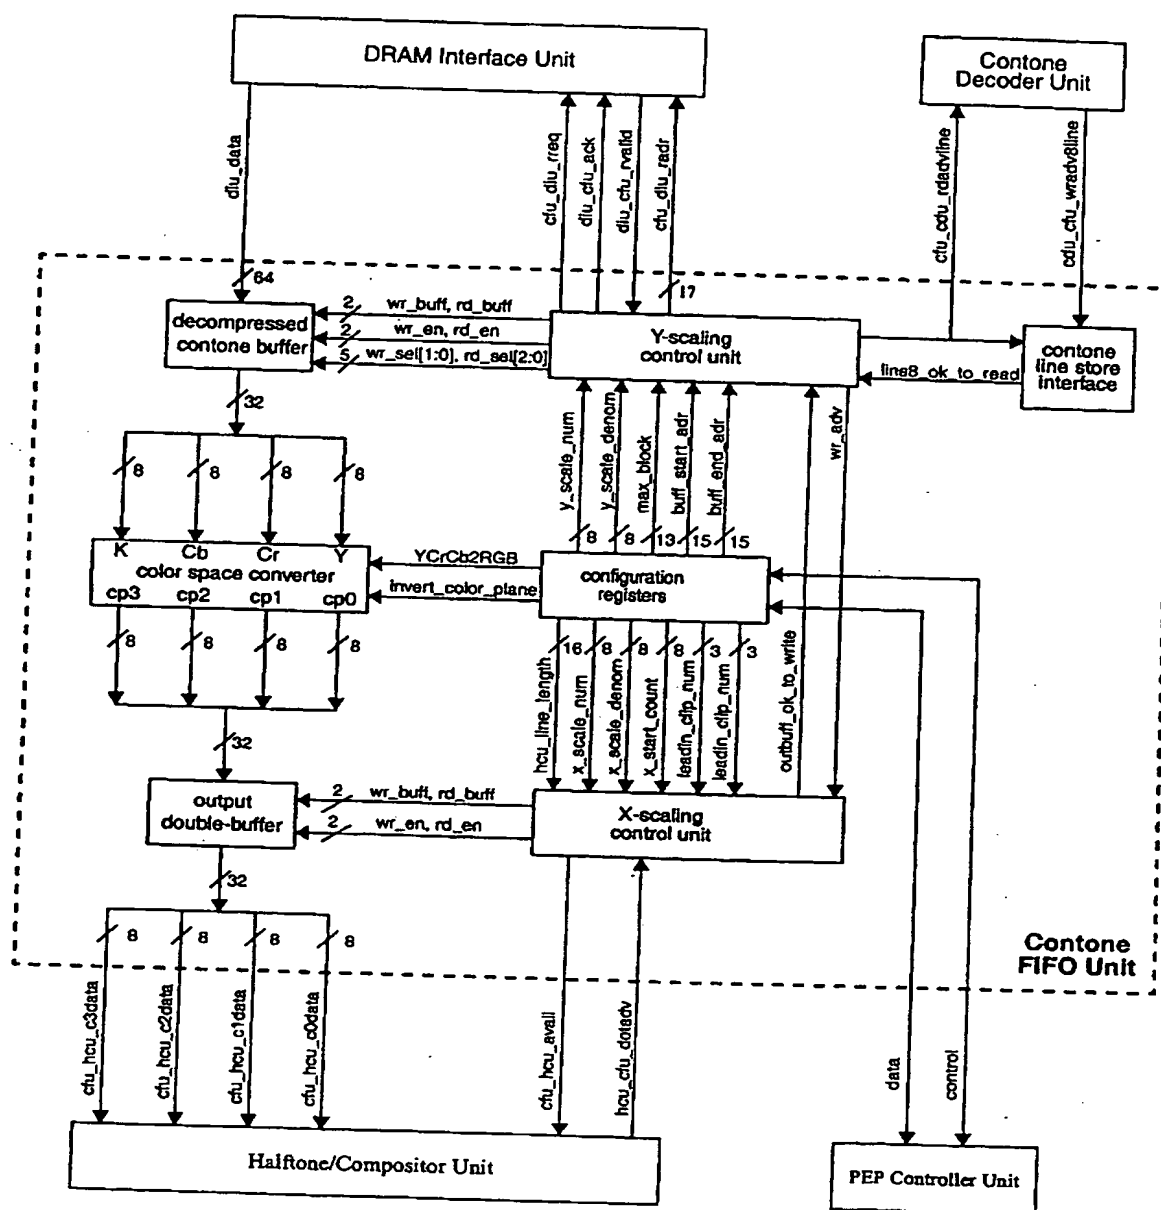 DRAM Interface Unit
Contone
Decoder Unit
diu_data
cfu_diu_rreq
diu_cfu_ack
diu_cfu_rvalid
cfu_diu_radr
cfu_cdu_rdadvline
cdu_cfu_wradv8line
64
17
decompressed
contone buffer
2
wr_buff, rd_buff
2
wr_en, rd_en
5
wr_sel[1:0], rd_sel[2:0]
Y-scaling
control unit
line8_ok_to_read
contone
line store
interface
32
8
8
8
8
y_scale_num
y_scale_denom
max_block
buff_start_adr
buff_end_adr
wr_adv
8
8
13
15
15
K
Cb
Cr
Y
color space converter
cp3
cp2
cp1
cp0
YCrCb2RGB
invert_color_plane
configuration
registers
8
8
8
8
16
8
8
8
3
3
hcu_line_length
x_scale_num
x_scale_denom
x_start_count
leadin_clip_num
leadin_clip_num
outbuff_ok_to_write
32
output
double-buffer
2
wr_buff, rd_buff
2
wr_en, rd_en
X-scaling
control unit
32
8
8
8
8
Contone
FIFO Unit
cfu_hcu_c3data
cfu_hcu_c2data
cfu_hcu_c1data
cfu_hcu_c0data
cfu_hcu_avail
hcu_cfu_dotadv
data
control
Halftone/Compositor Unit
PEP Controller Unit